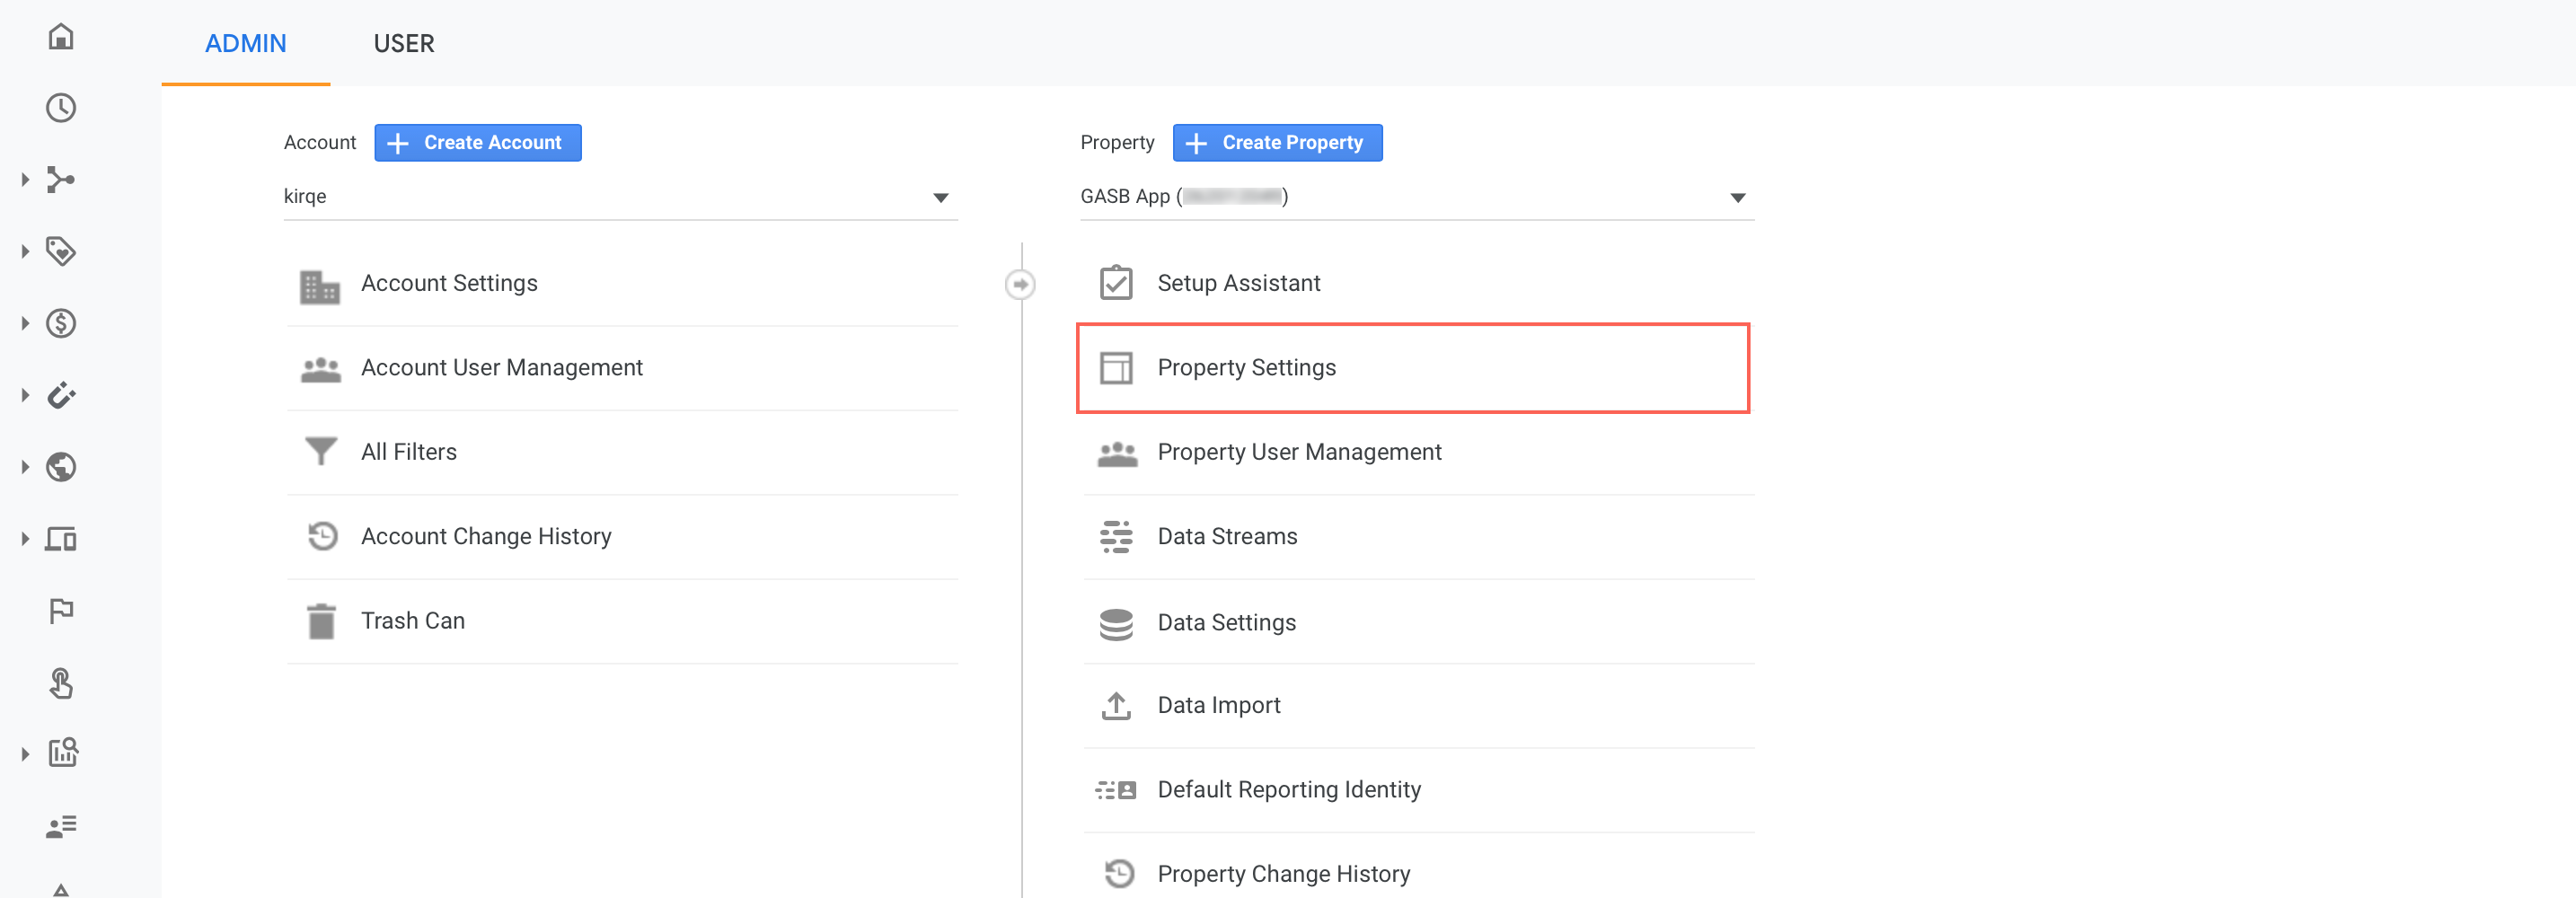 ADMIN
USER
Account
Create Account
kirqe
Account Settings
Account User Management
All Filters
Account Change History
Trash Can
Property
Create Property
GASB App ( )
Setup Assistant
Property Settings
Property User Management
Data Streams
Data Settings
Data Import
Default Reporting Identity
Property Change History